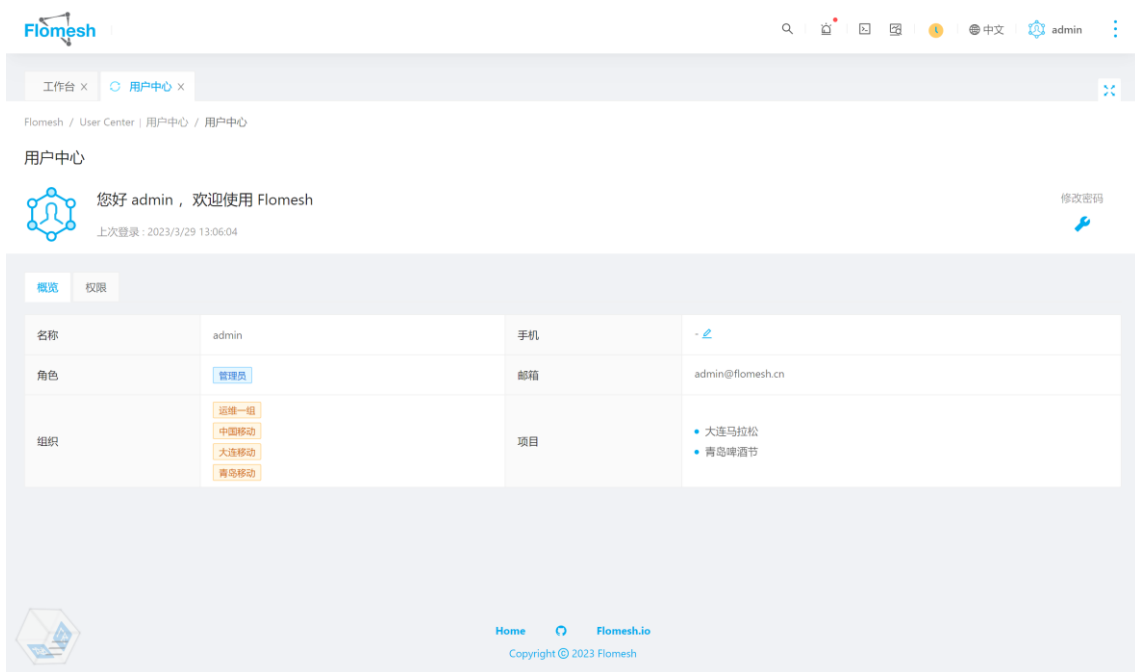 Flomesh
中文 admin
工作台 用户中心
Flomesh / User Center | 用户中心 / 用户中心
用户中心
您好 admin ，欢迎使用 Flomesh
修改密码
上次登录 : 2023/3/29 13:06:04
概览 权限
名称 admin 手机 -
角色 管理员 邮箱 admin@flomesh.cn
组织
运维一组
中国移动
大连移动
青岛移动
项目
大连马拉松
青岛啤酒节
Home Flomesh.io
Copyright © 2023 Flomesh